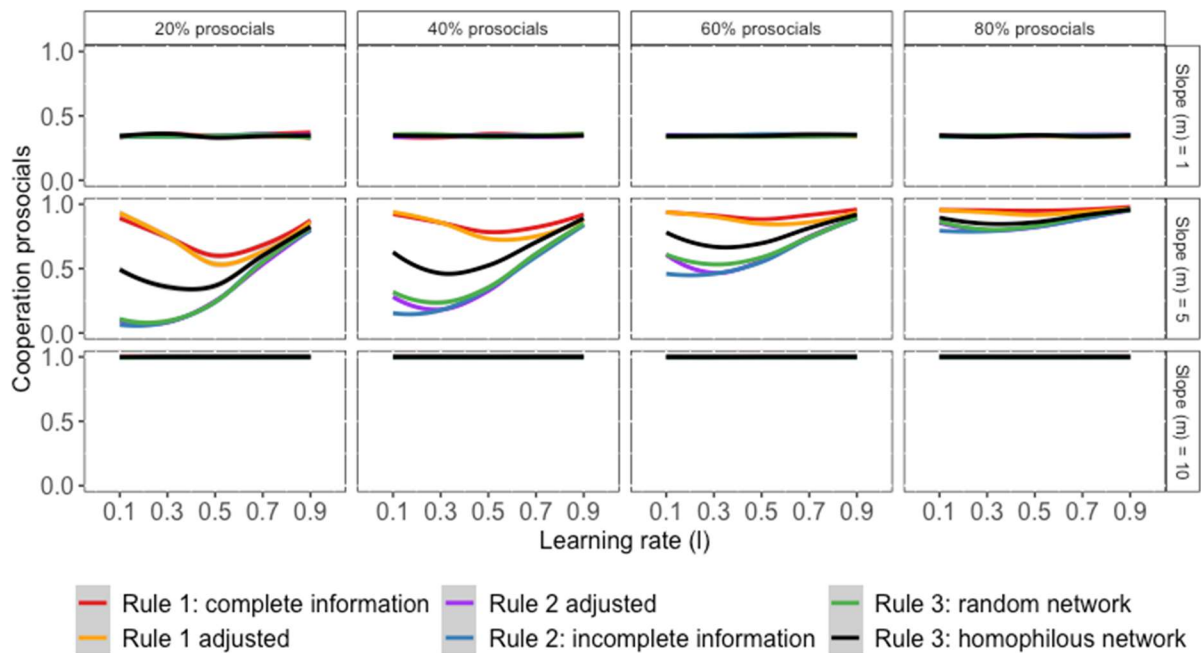 20% prosocials
40% prosocials
60% prosocials
80% prosocials
1.0
0.5
0.0
Slope (m) = 1
1.0
0.5
0.0
Slope (m) = 5
1.0
0.5
0.0
Slope (m) = 10
Cooperation prosocials
0.1 0.3 0.5 0.7 0.9
0.1 0.3 0.5 0.7 0.9
0.1 0.3 0.5 0.7 0.9
0.1 0.3 0.5 0.7 0.9
Learning rate (l)
Rule 1: complete information
Rule 1 adjusted
Rule 2 adjusted
Rule 2: incomplete information
Rule 3: random network
Rule 3: homophilous network